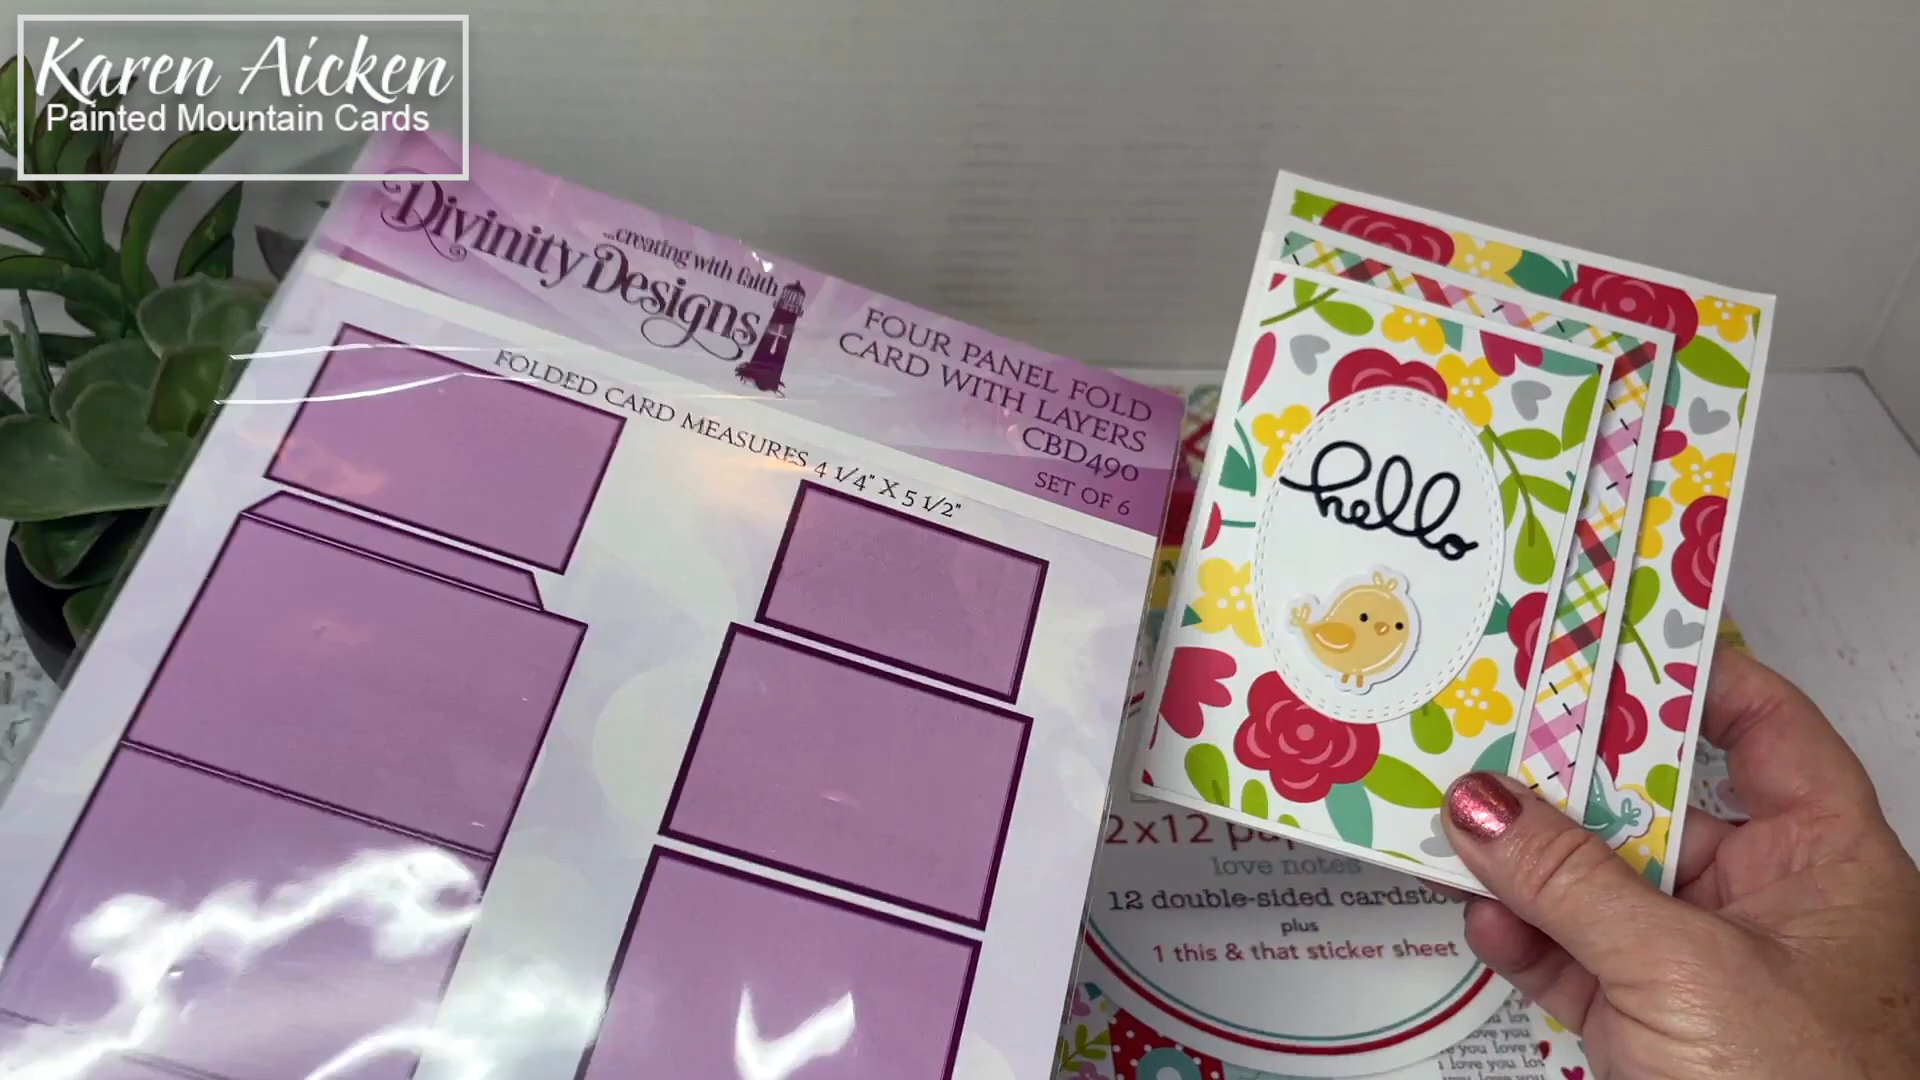 Karen Aicken
Painted Mountain Cards
...creating with faith
Divinity Designs
FOUR PANEL FOLD
CARD WITH LAYERS
CBD490
SET OF 6
FOLDED CARD MEASURES 4 1/4" X 5 1/2"
hello
love notes
12 double-sided
plus
1 this & that sticker sheet
you love